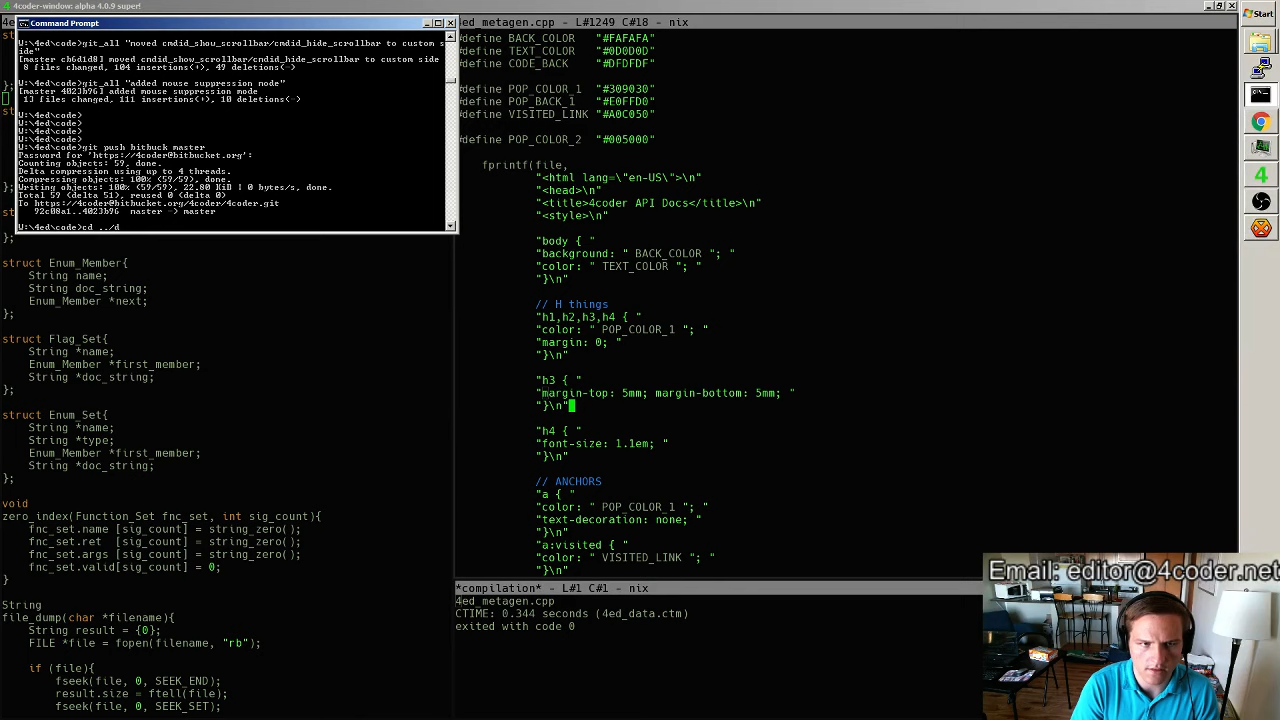 4coder-window: alpha 4.0.9 super!
Command Prompt
U:\4ed\code>git_all "moved cmdid_show_scrollbar/cmdid_hide_scrollbar to custom s
ide"
[master cb6d1d8] moved cmdid_show_scrollbar/cmdid_hide_scrollbar to custom side
8 files changed, 104 insertions(+), 49 deletions(-)
U:\4ed\code>git_all "added mouse suppression mode"
[master 4023b96] added mouse suppression mode
13 files changed, 111 insertions(+), 10 deletions(-)
U:\4ed\code>
U:\4ed\code>
U:\4ed\code>
U:\4ed\code>git push bitbuck master
Password for 'https://4coder@bitbucket.org':
Counting objects: 59, done.
Delta compression using up to 4 threads.
Compressing objects: 100% (59/59), done.
Writing objects: 100% (59/59), 22.80 KiB | 0 bytes/s, done.
Total 59 (delta 51), reused 0 (delta 0)
To https://4coder@bitbucket.org/4coder/4coder.git
92c08a1..4023b96 master -> master
U:\4ed\code>cd ../d
};
struct Enum_Member{
String name;
String doc_string;
Enum_Member *next;
};
struct Flag_Set{
String *name;
Enum_Member *first_member;
String *doc_string;
};
struct Enum_Set{
String *name;
String *type;
Enum_Member *first_member;
String *doc_string;
};
void
zero_index(Function_Set fnc_set, int sig_count){
fnc_set.name [sig_count] = string_zero();
fnc_set.ret  [sig_count] = string_zero();
fnc_set.args [sig_count] = string_zero();
fnc_set.valid[sig_count] = 0;
}
String
file_dump(char *filename){
String result = {0};
FILE *file = fopen(filename, "rb");
if (file){
fseek(file, 0, SEEK_END);
result.size = ftell(file);
fseek(file, 0, SEEK_SET);
4ed_metagen.cpp - L#1249 C#18 - nix
#define BACK_COLOR   "#FAFAFA"
#define TEXT_COLOR   "#0D0D0D"
#define CODE_BACK    "#DFDFDF"
#define POP_COLOR_1  "#309030"
#define POP_BACK_1   "#E0FFD0"
#define VISITED_LINK "#A0C050"
#define POP_COLOR_2  "#005000"
fprintf(file,
"<html lang=\"en-US\">\n"
"<head>\n"
"<title>4coder API Docs</title>\n"
"<style>\n"
"body { "
"background: " BACK_COLOR "; "
"color: " TEXT_COLOR "; "
"}\n"
// H things
"h1,h2,h3,h4 { "
"color: " POP_COLOR_1 "; "
"margin: 0; "
"}\n"
"h3 { "
"margin-top: 5mm; margin-bottom: 5mm; "
"}\n"
"h4 { "
"font-size: 1.1em; "
"}\n"
// ANCHORS
"a { "
"color: " POP_COLOR_1 "; "
"text-decoration: none; "
"}\n"
"a:visited { "
"color: " VISITED_LINK "; "
"}\n"
*compilation* - L#1 C#1 - nix
4ed_metagen.cpp
CTIME: 0.344 seconds (4ed_data.ctm)
exited with code 0
Start
4
Email: editor@4coder.net